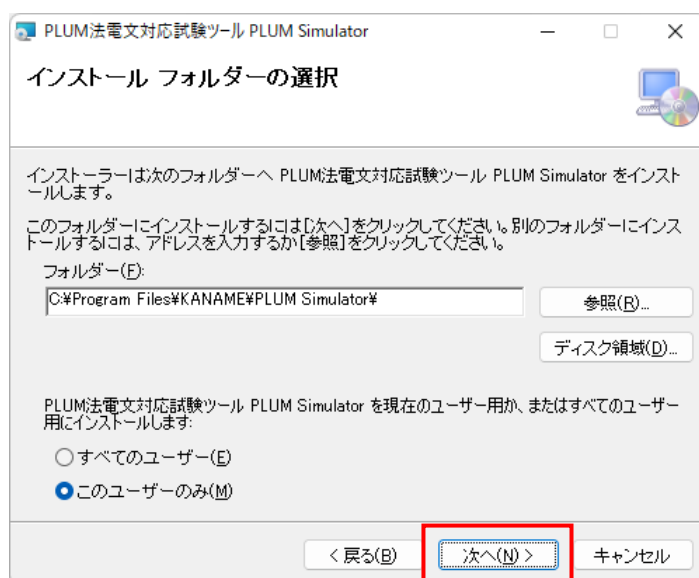 PLUM法電文対応試験ツール PLUM Simulator
インストール フォルダーの選択
インストーラーは次のフォルダーへ PLUM法電文対応試験ツール PLUM Simulator をインスト
ールします。
このフォルダーにインストールするには[次へ]をクリックしてください。別のフォルダーにインス
トールするには、アドレスを入力するか[参照]をクリックしてください。
フォルダー(F):
C:¥Program Files¥KANAME¥PLUM Simulator¥
参照(R)...
ディスク領域(D)...
PLUM法電文対応試験ツール PLUM Simulator を現在のユーザー用か、またはすべてのユーザー
用にインストールします:
すべてのユーザー(E)
このユーザーのみ(M)
< 戻る(B)
次へ(N) >
キャンセル